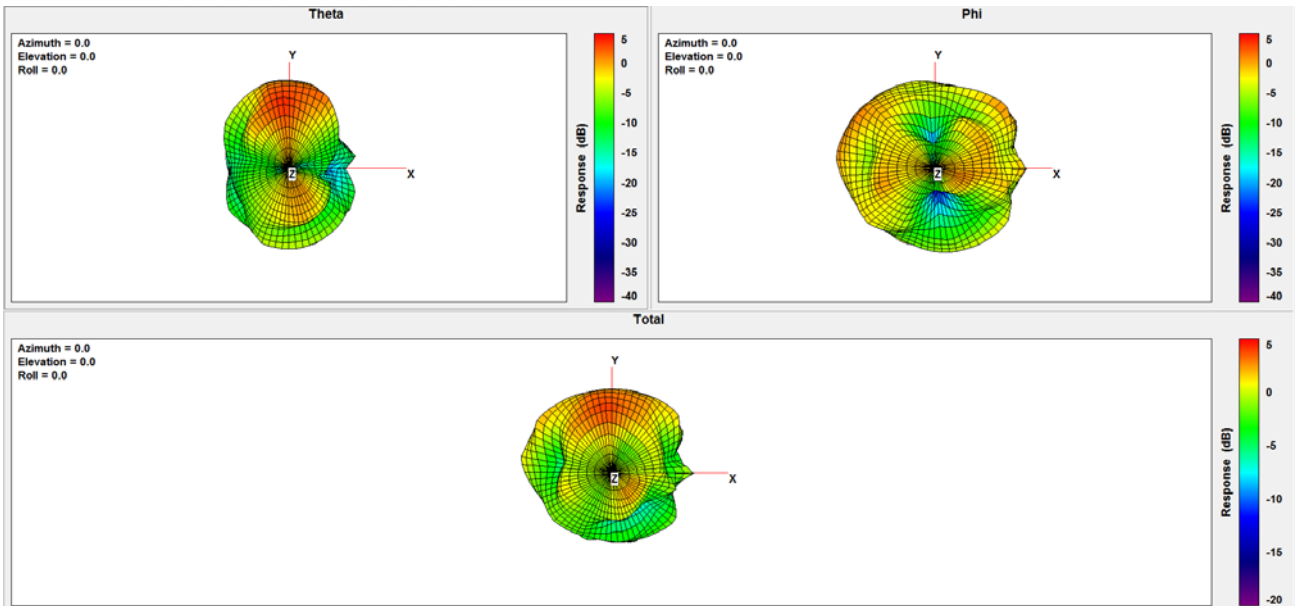 Theta
Azimuth = 0.0
Elevation = 0.0
Roll = 0.0
Y
X
Z
Response (dB)
5
0
-5
-10
-15
-20
-25
-30
-35
-40
Phi
Azimuth = 0.0
Elevation = 0.0
Roll = 0.0
Y
X
Z
Response (dB)
5
0
-5
-10
-15
-20
-25
-30
-35
-40
Total
Azimuth = 0.0
Elevation = 0.0
Roll = 0.0
Y
X
Z
Response (dB)
5
0
-5
-10
-15
-20